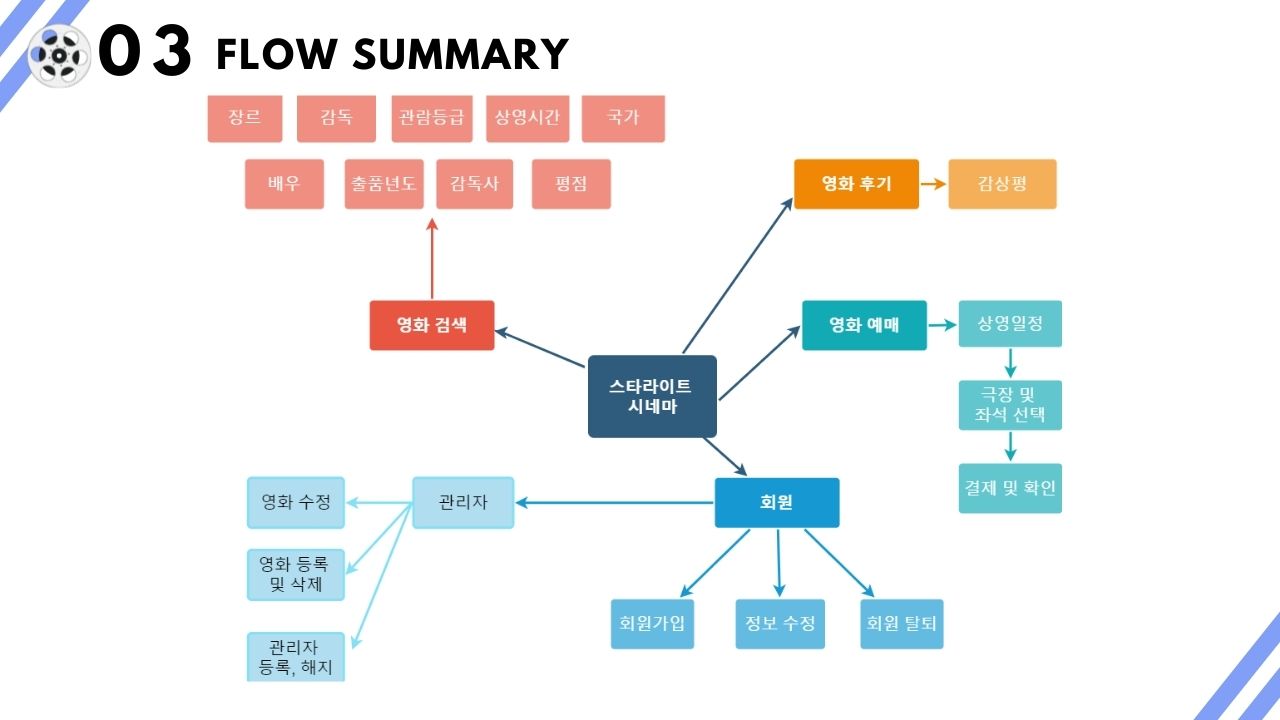 03 FLOW SUMMARY
장르
감독
관람등급
상영시간
국가
배우
출품년도
감독사
평점
영화 후기
감상평
영화 검색
영화 예매
상영일정
스타라이트
시네마
극장 및
좌석 선택
결제 및 확인
영화 수정
관리자
회원
영화 등록
및 삭제
회원가입
정보 수정
회원 탈퇴
관리자
등록, 해지